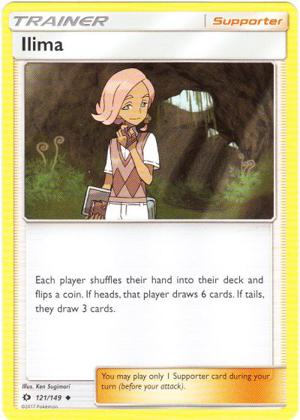 TRAINER Supporter
Ilima
Each player shuffles their hand into their deck and
flips a coin. If heads, that player draws 6 cards. If tails,
they draw 3 cards.
Illus. Ken Sugimori
121/149
©2017 Pokémon
You may play only 1 Supporter card during your
turn (before your attack).